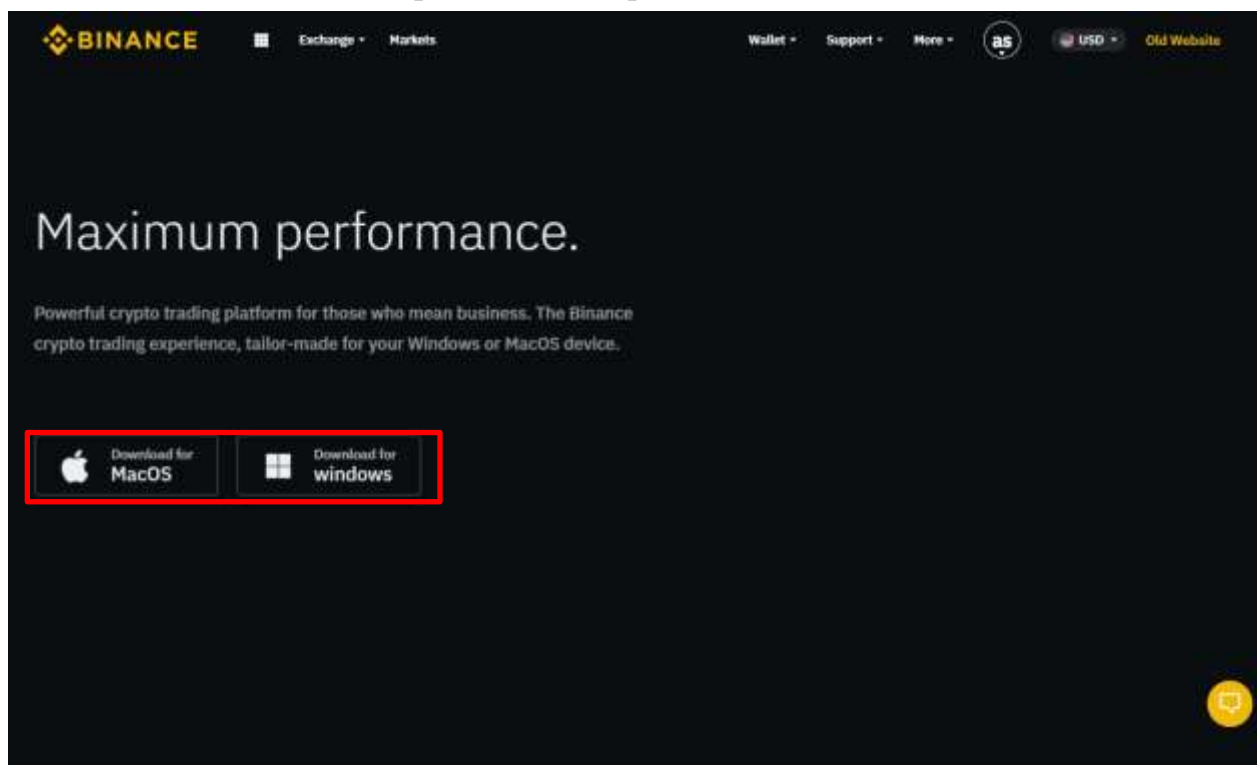 BINANCE Exchange Markets Wallet Support More as USD Old Website
Maximum performance.
Powerful crypto trading platform for those who mean business. The Binance
crypto trading experience, tailor-made for your Windows or MacOS device.
Download for
MacOS
Download for
windows